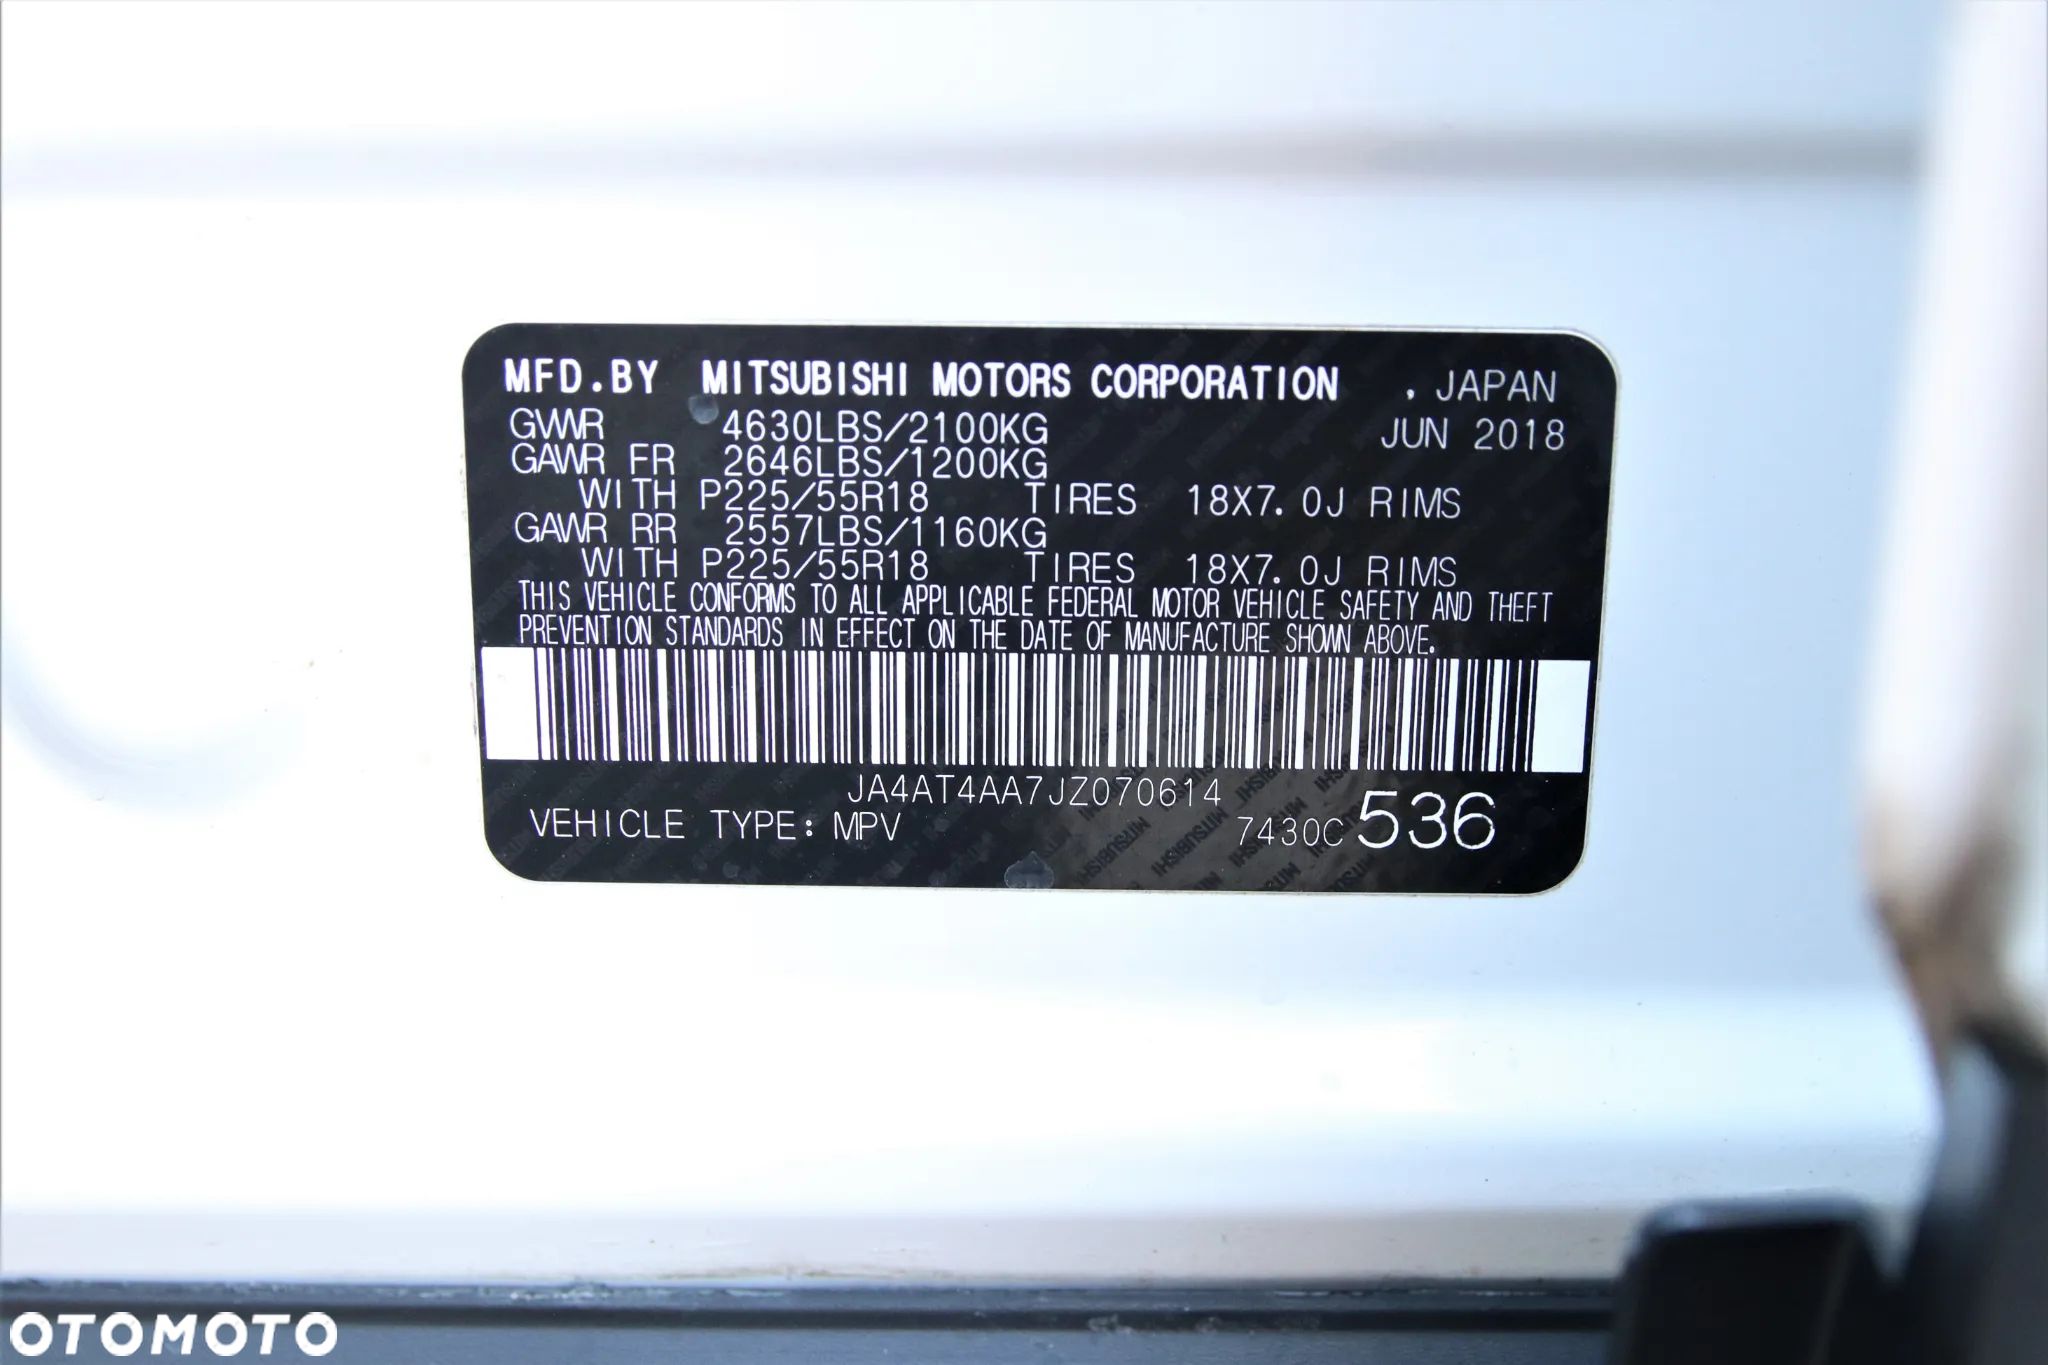 MFD.BY MITSUBISHI MOTORS CORPORATION . JAPAN
GVWR 4630LBS/2100KG JUN 2018
GAWR FR 2646LBS/1200KG
WITH P225/55R18 TIRES 18X7.0J RIMS
GAWR RR 2557LBS/1160KG
WITH P225/55R18 TIRES 18X7.0J RIMS
THIS VEHICLE CONFORMS TO ALL APPLICABLE FEDERAL MOTOR VEHICLE SAFETY AND THEFT
PREVENTION STANDARDS IN EFFECT ON THE DATE OF MANUFACTURE SHOWN ABOVE.
JA4AT4AA7JZ070614
VEHICLE TYPE: MPV 7430C 536
OTOMOTO